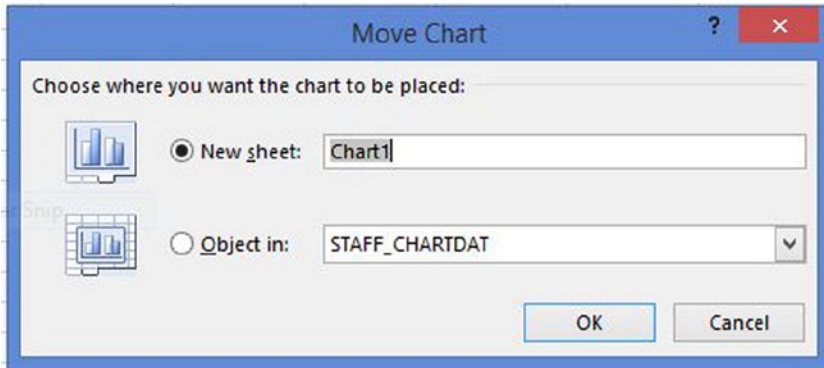 Move Chart
?
Choose where you want the chart to be placed:
New sheet: Chart1
Snip
Object in: STAFF_CHARTDAT
OK Cancel